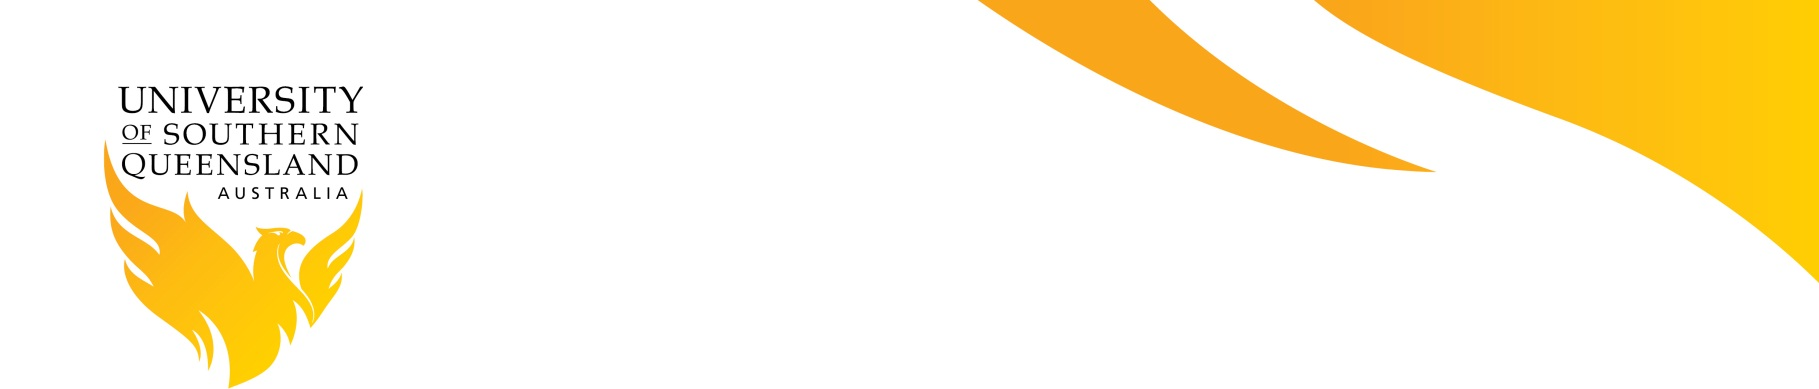 UNIVERSITY
OF SOUTHERN
QUEENSLAND
AUSTRALIA